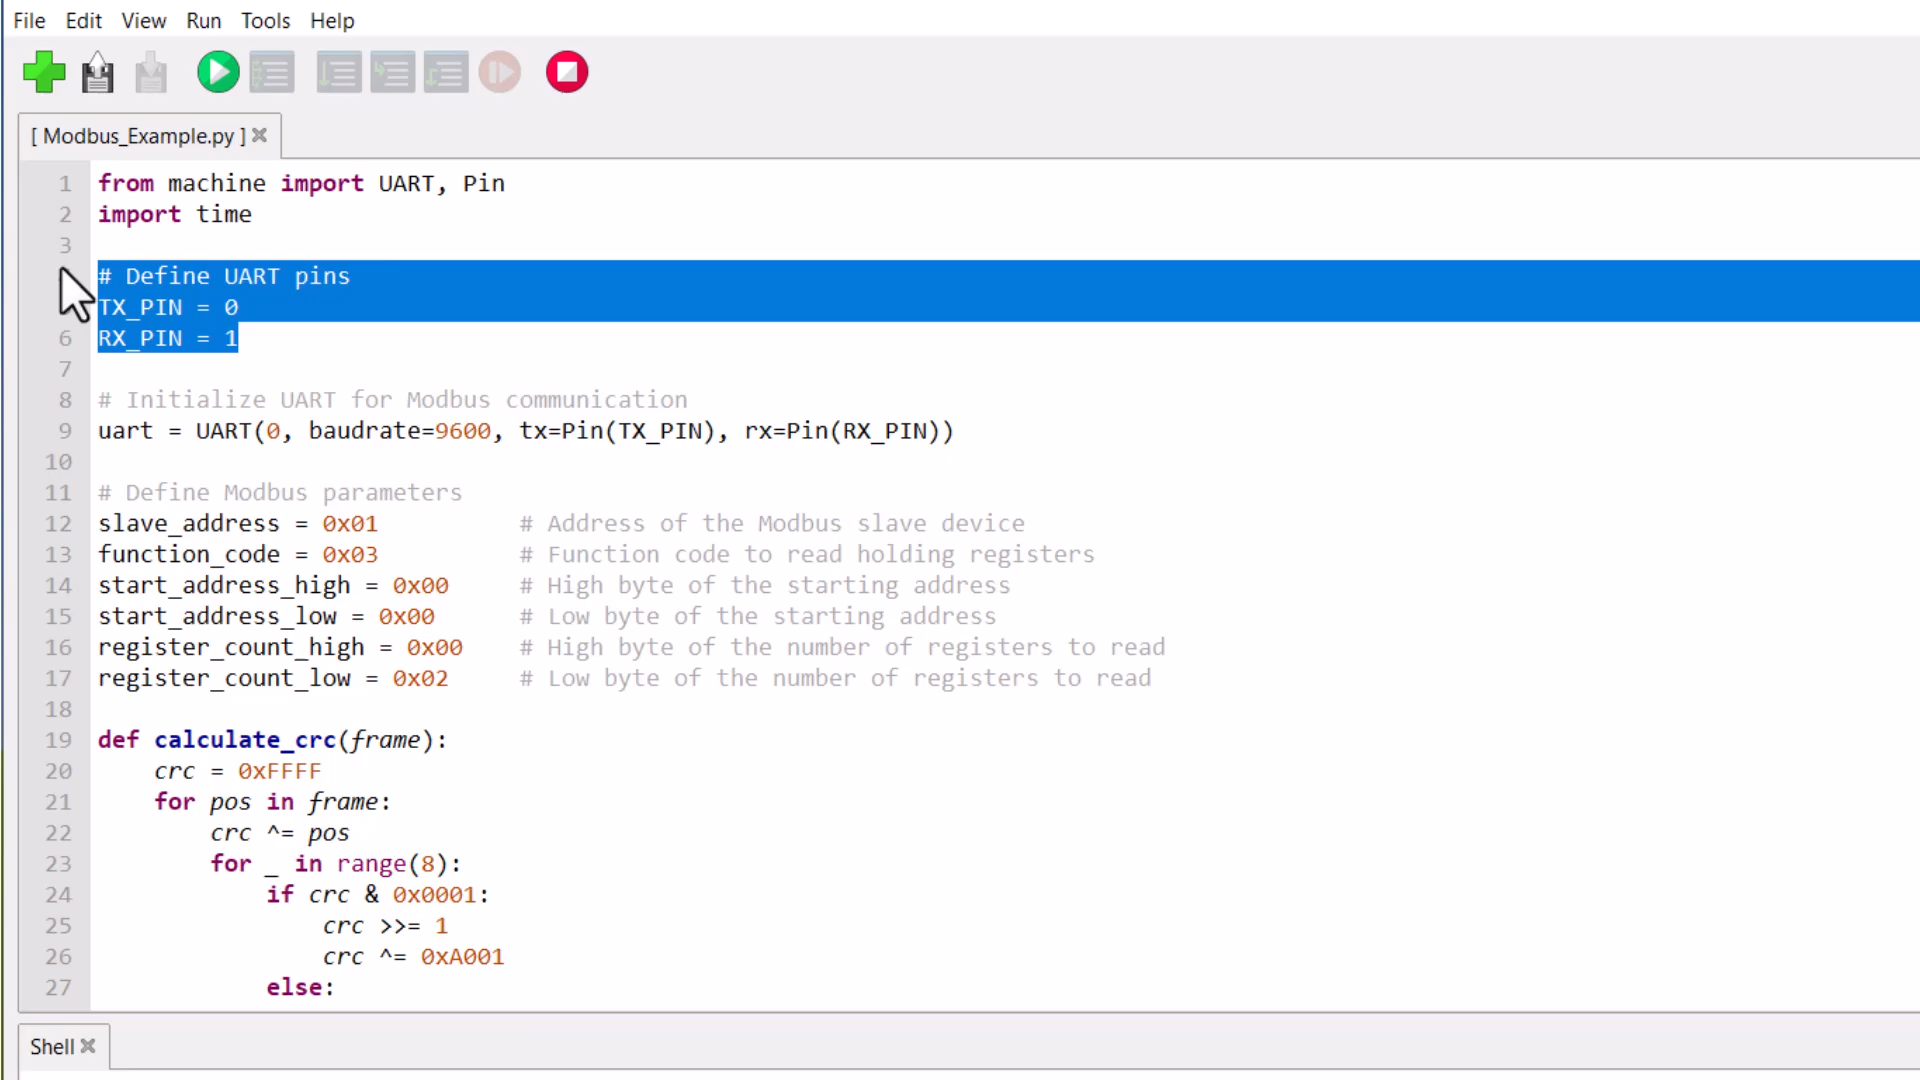 File Edit View Run Tools Help
[ Modbus_Example.py ]
1 from machine import UART, Pin
2 import time
3
# Define UART pins
TX_PIN = 0
6 RX_PIN = 1
7
8 # Initialize UART for Modbus communication
9 uart = UART(0, baudrate=9600, tx=Pin(TX_PIN), rx=Pin(RX_PIN))
10
11 # Define Modbus parameters
12 slave_address = 0x01 # Address of the Modbus slave device
13 function_code = 0x03 # Function code to read holding registers
14 start_address_high = 0x00 # High byte of the starting address
15 start_address_low = 0x00 # Low byte of the starting address
16 register_count_high = 0x00 # High byte of the number of registers to read
17 register_count_low = 0x02 # Low byte of the number of registers to read
18
19 def calculate_crc(frame):
20 crc = 0xFFFF
21 for pos in frame:
22 crc ^= pos
23 for _ in range(8):
24 if crc & 0x0001:
25 crc >>= 1
26 crc ^= 0xA001
27 else:
Shell